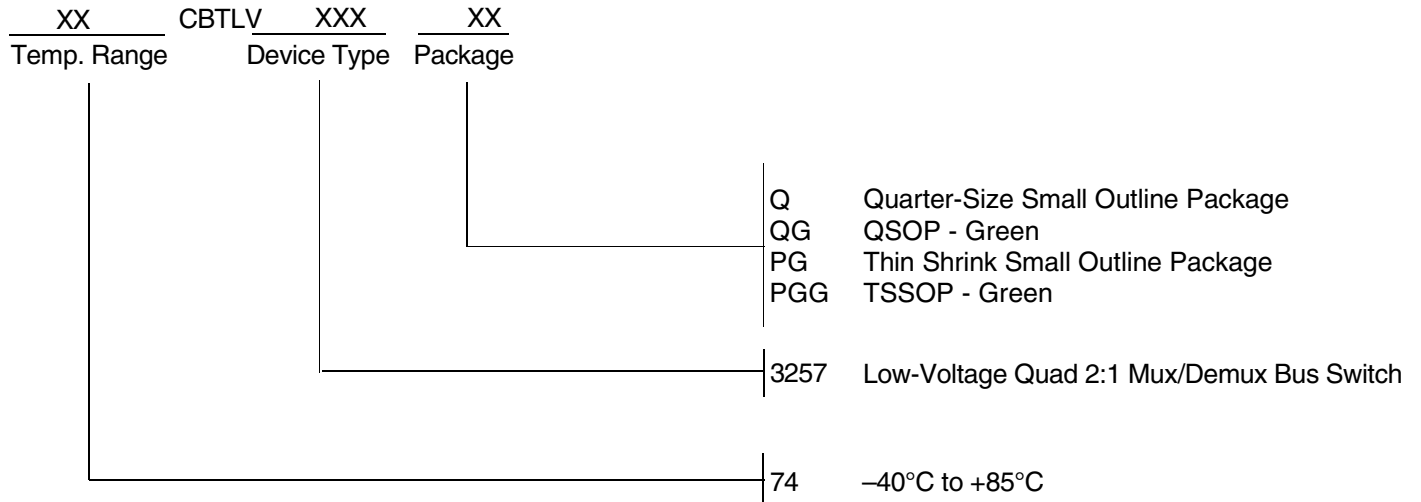 XX CBTLV XXX XX
Temp. Range Device Type Package
Q Quarter-Size Small Outline Package
QG QSOP - Green
PG Thin Shrink Small Outline Package
PGG TSSOP - Green
3257 Low-Voltage Quad 2:1 Mux/Demux Bus Switch
74 –40°C to +85°C